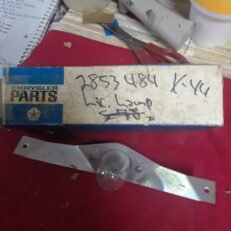 2853484 K-44
Lic. Lamp
CHRYSLER
PARTS